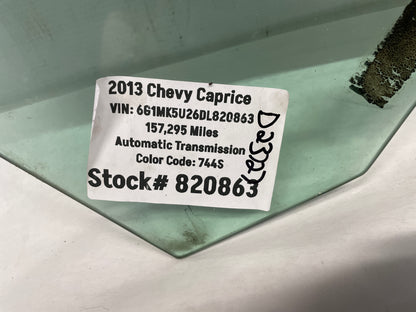 2013 Chevy Caprice
VIN: 6G1MK5U26DL820863
157,295 Miles
Automatic Transmission
Color Code: 744S
Stock# 820863